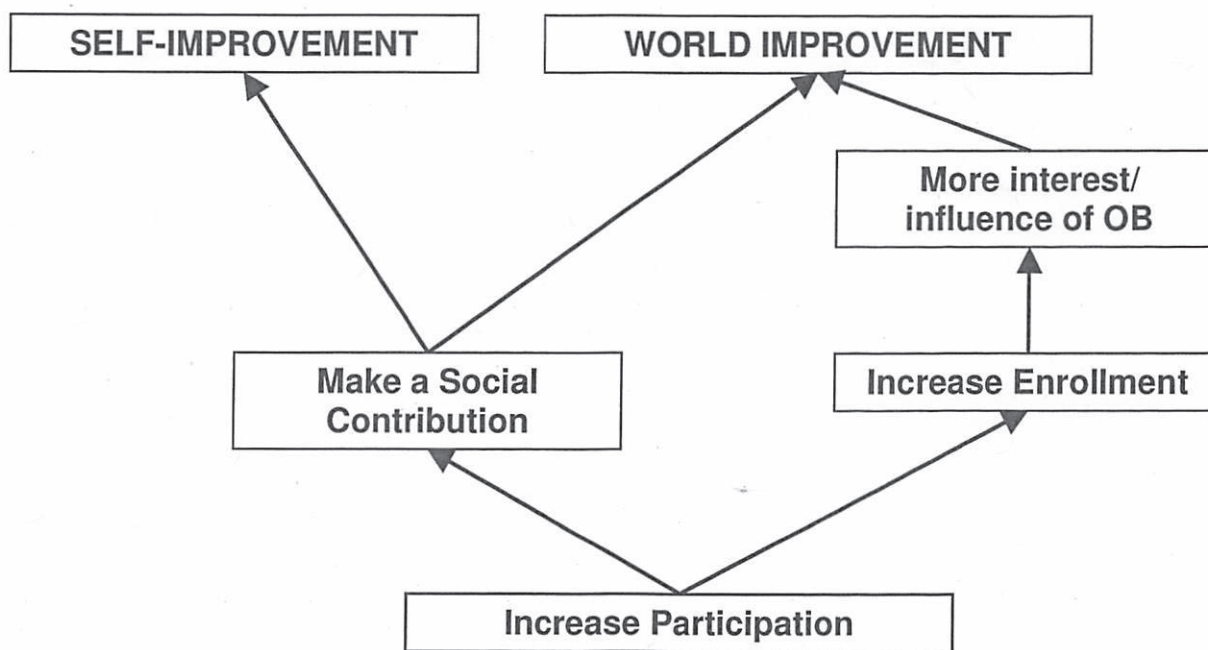 SELF-IMPROVEMENT
WORLD IMPROVEMENT
More interest/
influence of OB
Make a Social
Contribution
Increase Enrollment
Increase Participation